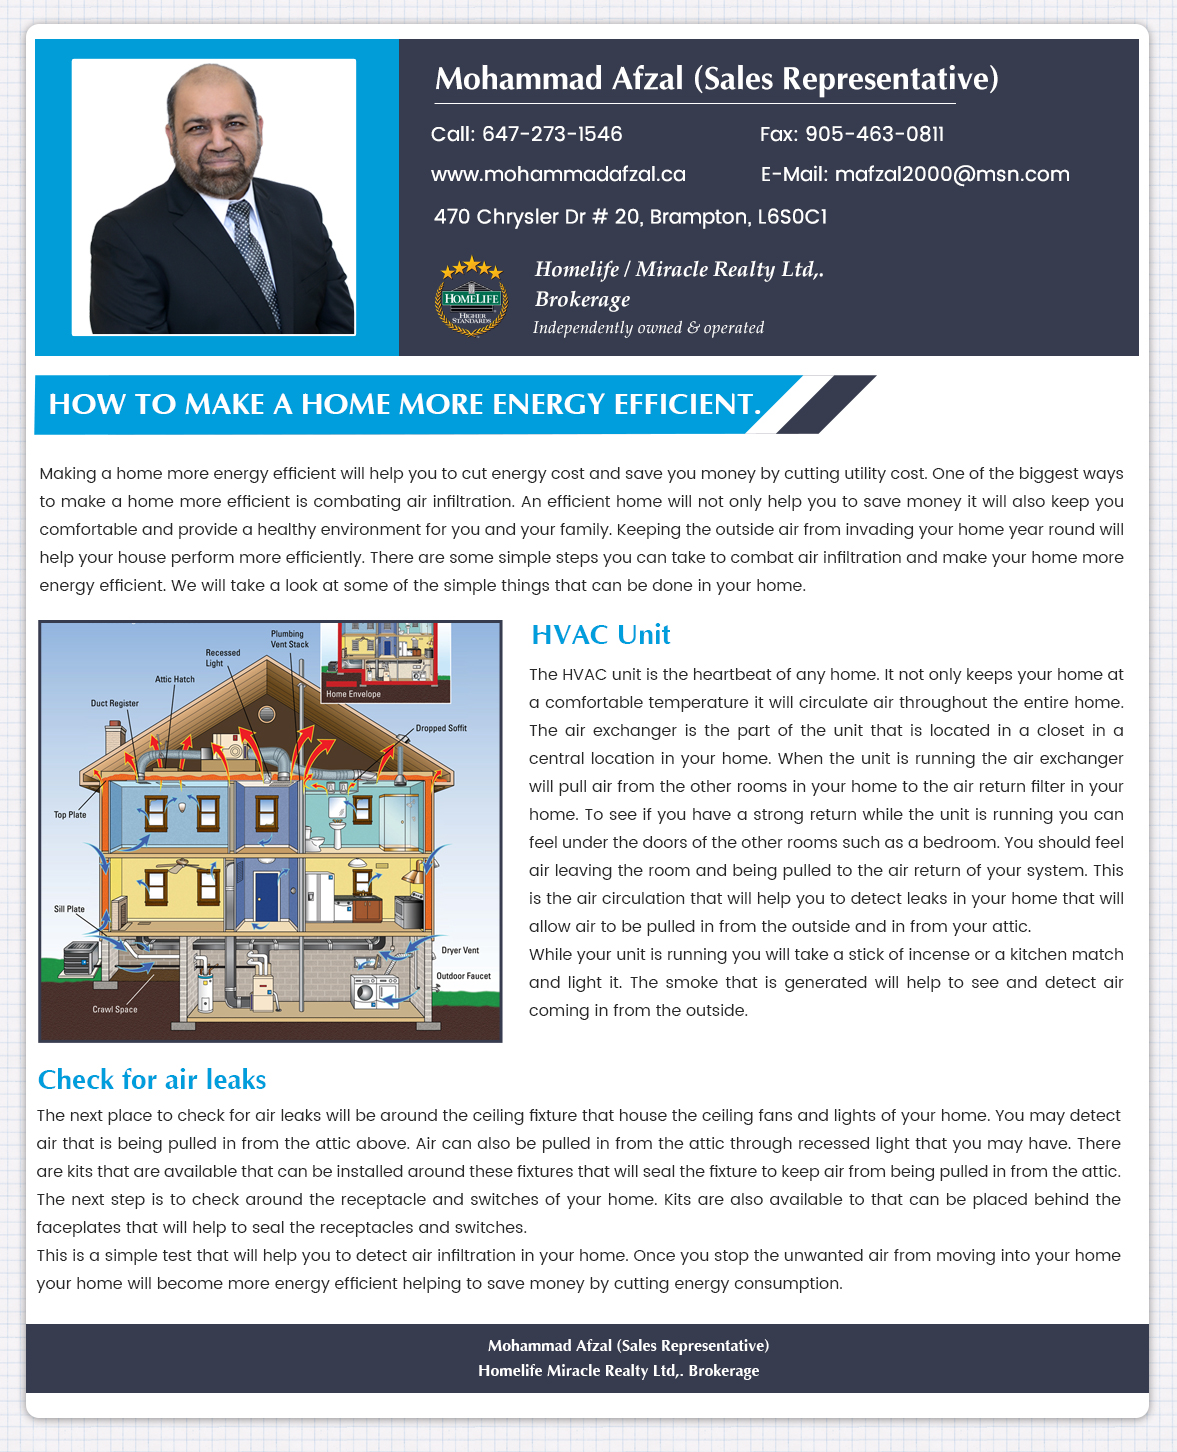 Mohammad Afzal (Sales Representative)
Call: 647-273-1546
Fax: 905-463-0811
www.mohammadafzal.ca
E-Mail: mafzal2000@msn.com
470 Chrysler Dr # 20, Brampton, L6S0C1
HOMELIFE
HIGHER
STANDARDS
Homelife / Miracle Realty Ltd,.
Brokerage
Independently owned & operated
HOW TO MAKE A HOME MORE ENERGY EFFICIENT.
Making a home more energy efficient will help you to cut energy cost and save you money by cutting utility cost. One of the biggest ways
to make a home more efficient is combating air infiltration. An efficient home will not only help you to save money it will also keep you
comfortable and provide a healthy environment for you and your family. Keeping the outside air from invading your home year round will
help your house perform more efficiently. There are some simple steps you can take to combat air infiltration and make your home more
energy efficient. We will take a look at some of the simple things that can be done in your home.
Plumbing
Vent Stack
Recessed
Light
Attic Hatch
Duct Register
Home Envelope
Dropped Soffit
Top Plate
Sill Plate
Dryer Vent
Outdoor Faucet
Crawl Space
HVAC Unit
The HVAC unit is the heartbeat of any home. It not only keeps your home at
a comfortable temperature it will circulate air throughout the entire home.
The air exchanger is the part of the unit that is located in a closet in a
central location in your home. When the unit is running the air exchanger
will pull air from the other rooms in your home to the air return filter in your
home. To see if you have a strong return while the unit is running you can
feel under the doors of the other rooms such as a bedroom. You should feel
air leaving the room and being pulled to the air return of your system. This
is the air circulation that will help you to detect leaks in your home that will
allow air to be pulled in from the outside and in from your attic.
While your unit is running you will take a stick of incense or a kitchen match
and light it. The smoke that is generated will help to see and detect air
coming in from the outside.
Check for air leaks
The next place to check for air leaks will be around the ceiling fixture that house the ceiling fans and lights of your home. You may detect
air that is being pulled in from the attic above. Air can also be pulled in from the attic through recessed light that you may have. There
are kits that are available that can be installed around these fixtures that will seal the fixture to keep air from being pulled in from the attic.
The next step is to check around the receptacle and switches of your home. Kits are also available to that can be placed behind the
faceplates that will help to seal the receptacles and switches.
This is a simple test that will help you to detect air infiltration in your home. Once you stop the unwanted air from moving into your home
your home will become more energy efficient helping to save money by cutting energy consumption.
Mohammad Afzal (Sales Representative)
Homelife Miracle Realty Ltd,. Brokerage